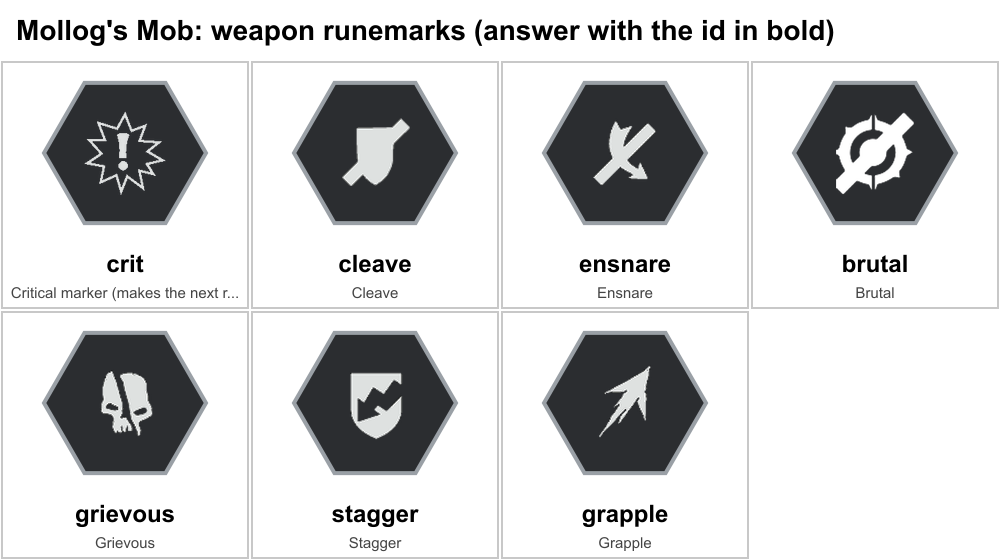 Mollog's Mob: weapon runemarks (answer with the id in bold)
crit
Critical marker (makes the next r...
cleave
Cleave
ensnare
Ensnare
brutal
Brutal
grievous
Grievous
stagger
Stagger
grapple
Grapple